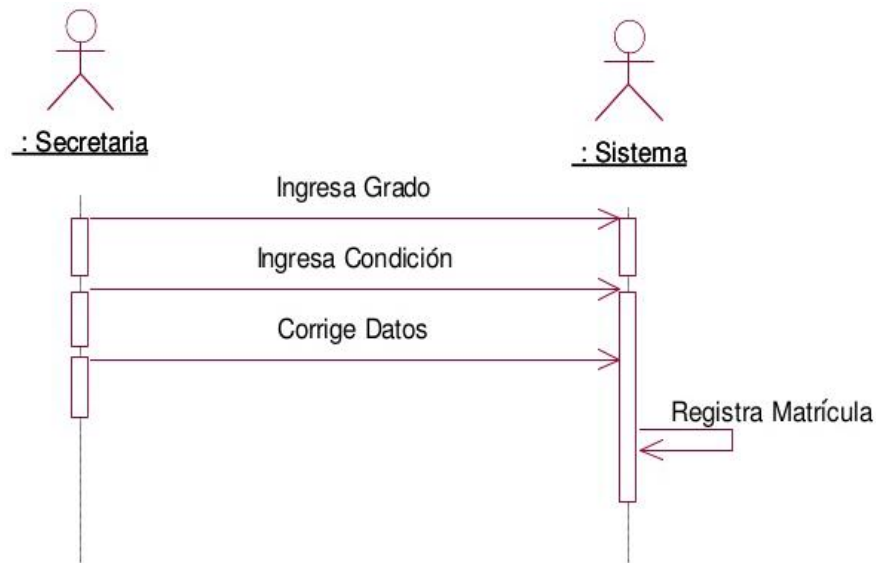 : Secretaria
: Sistema
Ingresa Grado
Ingresa Condición
Corrige Datos
Registra Matrícula